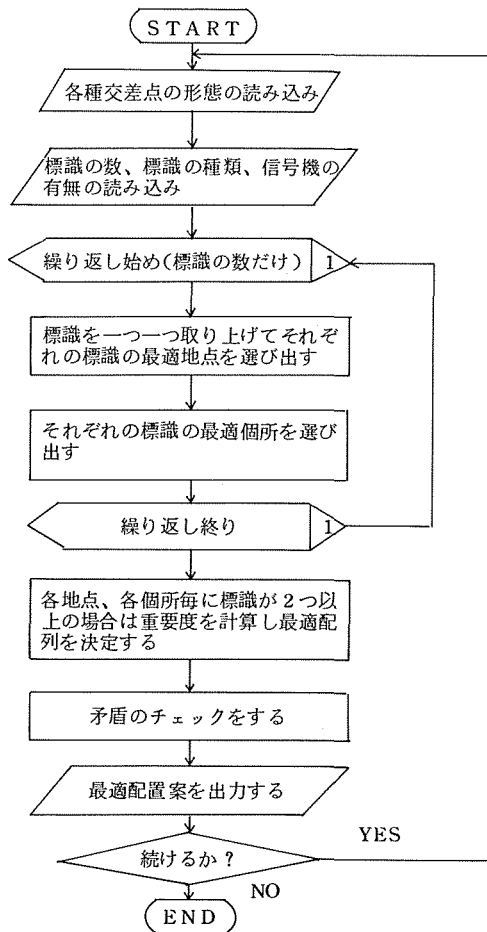 START
各種交差点の形態の読み込み
標識の数、標識の種類、信号機の
有無の読み込み
繰り返し始め(標識の数だけ)
1
標識を一つ一つ取り上げてそれぞ
れの標識の最適地点を選び出す
それぞれの標識の最適個所を選び
出す
繰り返し終り
1
各地点、各個所毎に標識が2つ以
上の場合は重要度を計算し最適配
列を決定する
矛盾のチェックをする
最適配置案を出力する
続けるか?
YES
NO
END